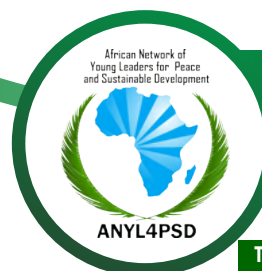 African Network of
Young Leaders for Peace
and Sustainable Development
ANYL4PSD
T